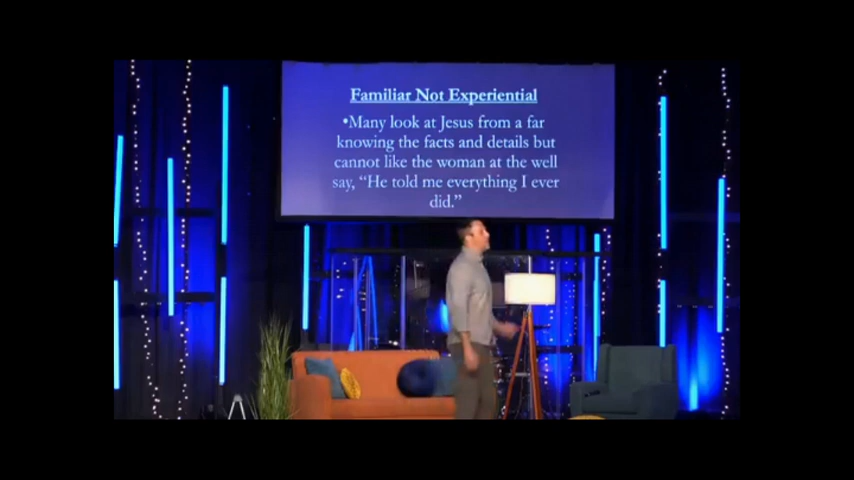 Familiar Not Experiential
•Many look at Jesus from a far
knowing the facts and details but
cannot like the woman at the well
say, “He told me everything I ever
did.”